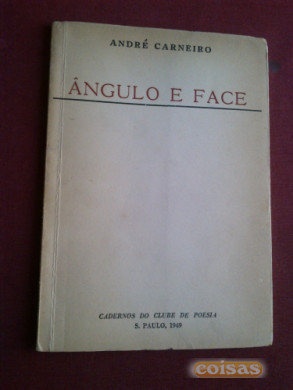 ANDRÉ CARNEIRO
ÂNGULO E FACE
CADERNOS DO CLUBE DE POESIA
S. PAULO, 1949
coisas